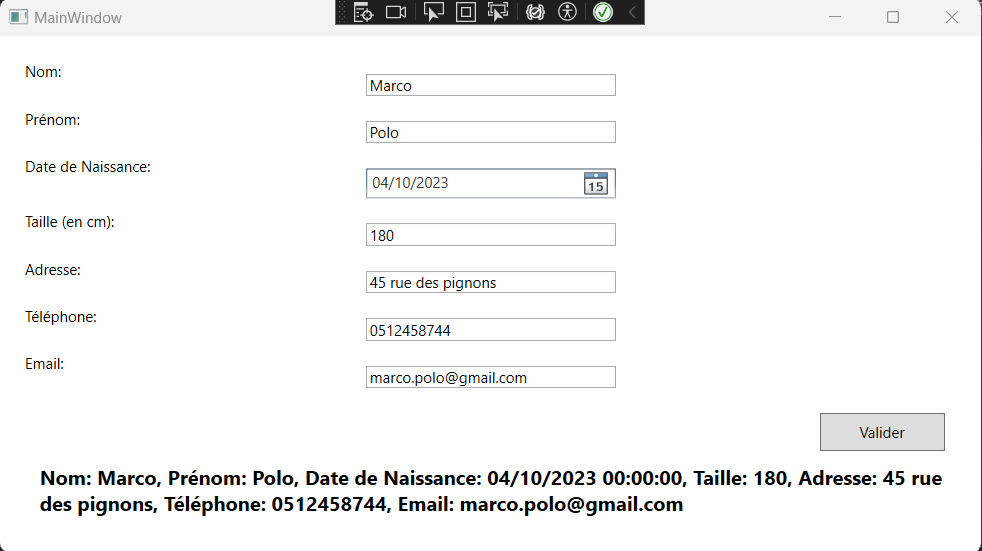 MainWindow
Nom:
Marco
Prénom:
Polo
Date de Naissance:
04/10/2023
15
Taille (en cm):
180
Adresse:
45 rue des pignons
Téléphone:
0512458744
Email:
marco.polo@gmail.com
Valider
Nom: Marco, Prénom: Polo, Date de Naissance: 04/10/2023 00:00:00, Taille: 180, Adresse: 45 rue
des pignons, Téléphone: 0512458744, Email: marco.polo@gmail.com